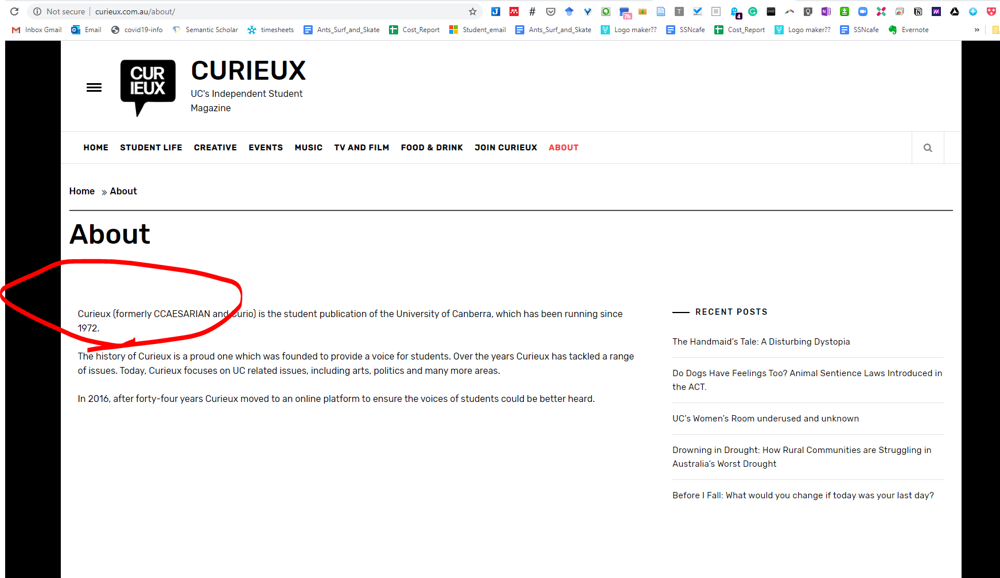 Not secure curieux.com.au/about/
Inbox Gmail Email covid19-info Semantic Scholar timesheets Ants_Surf_and_Skate Cost_Report Student_email Ants_Surf_and_Skate Logo maker?? SSNcafe Cost_Report Logo maker?? SSNcafe Evernote »
CUR
IEUX
CURIEUX
UC's Independent Student
Magazine
HOME STUDENT LIFE CREATIVE EVENTS MUSIC TV AND FILM FOOD & DRINK JOIN CURIEUX ABOUT
Home » About
About
Curieux (formerly CCAESARIAN and Curio) is the student publication of the University of Canberra, which has been running since
1972.
The history of Curieux is a proud one which was founded to provide a voice for students. Over the years Curieux has tackled a range
of issues. Today, Curieux focuses on UC related issues, including arts, politics and many more areas.
In 2016, after forty-four years Curieux moved to an online platform to ensure the voices of students could be better heard.
RECENT POSTS
The Handmaid’s Tale: A Disturbing Dystopia
Do Dogs Have Feelings Too? Animal Sentience Laws Introduced in
the ACT.
UC’s Women’s Room underused and unknown
Drowning in Drought: How Rural Communities are Struggling in
Australia’s Worst Drought
Before I Fall: What would you change if today was your last day?